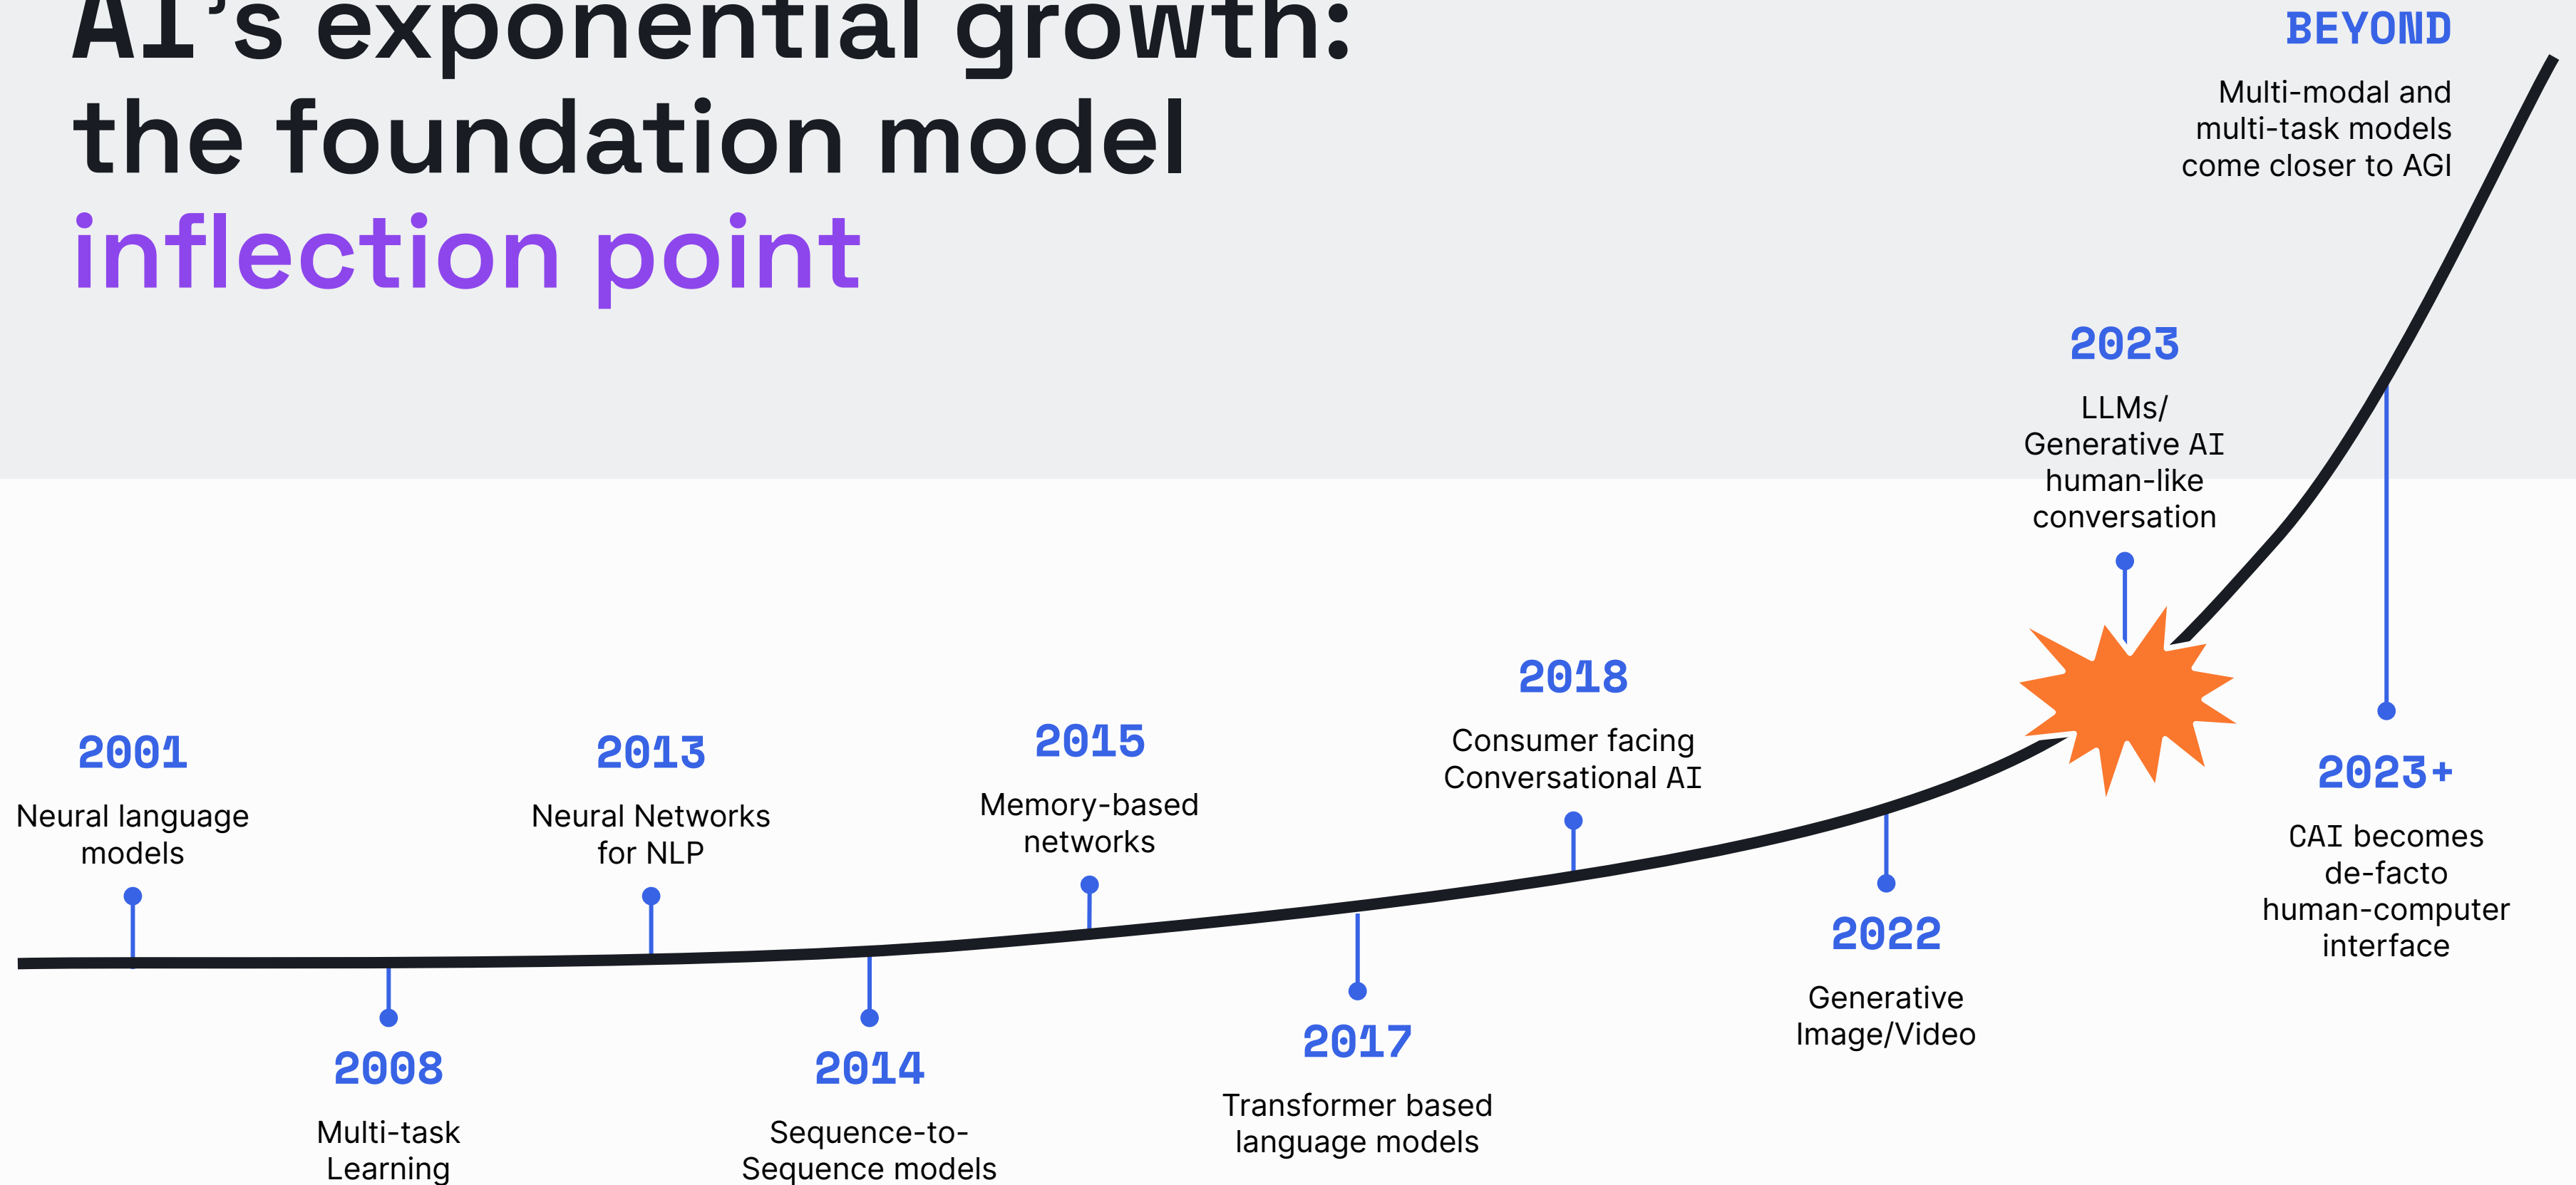 AI's exponential growth:
the foundation model
inflection point
BEYOND
Multi-modal and
multi-task models
come closer to AGI
2023
LLMs/
Generative AI
human-like
conversation
2018
Consumer facing
Conversational AI
2015
Memory-based
networks
2001
Neural language
models
2013
Neural Networks
for NLP
2023+
CAI becomes
de-facto
human-computer
interface
2022
Generative
Image/Video
2017
Transformer based
language models
2008
Multi-task
Learning
2014
Sequence-to-
Sequence models